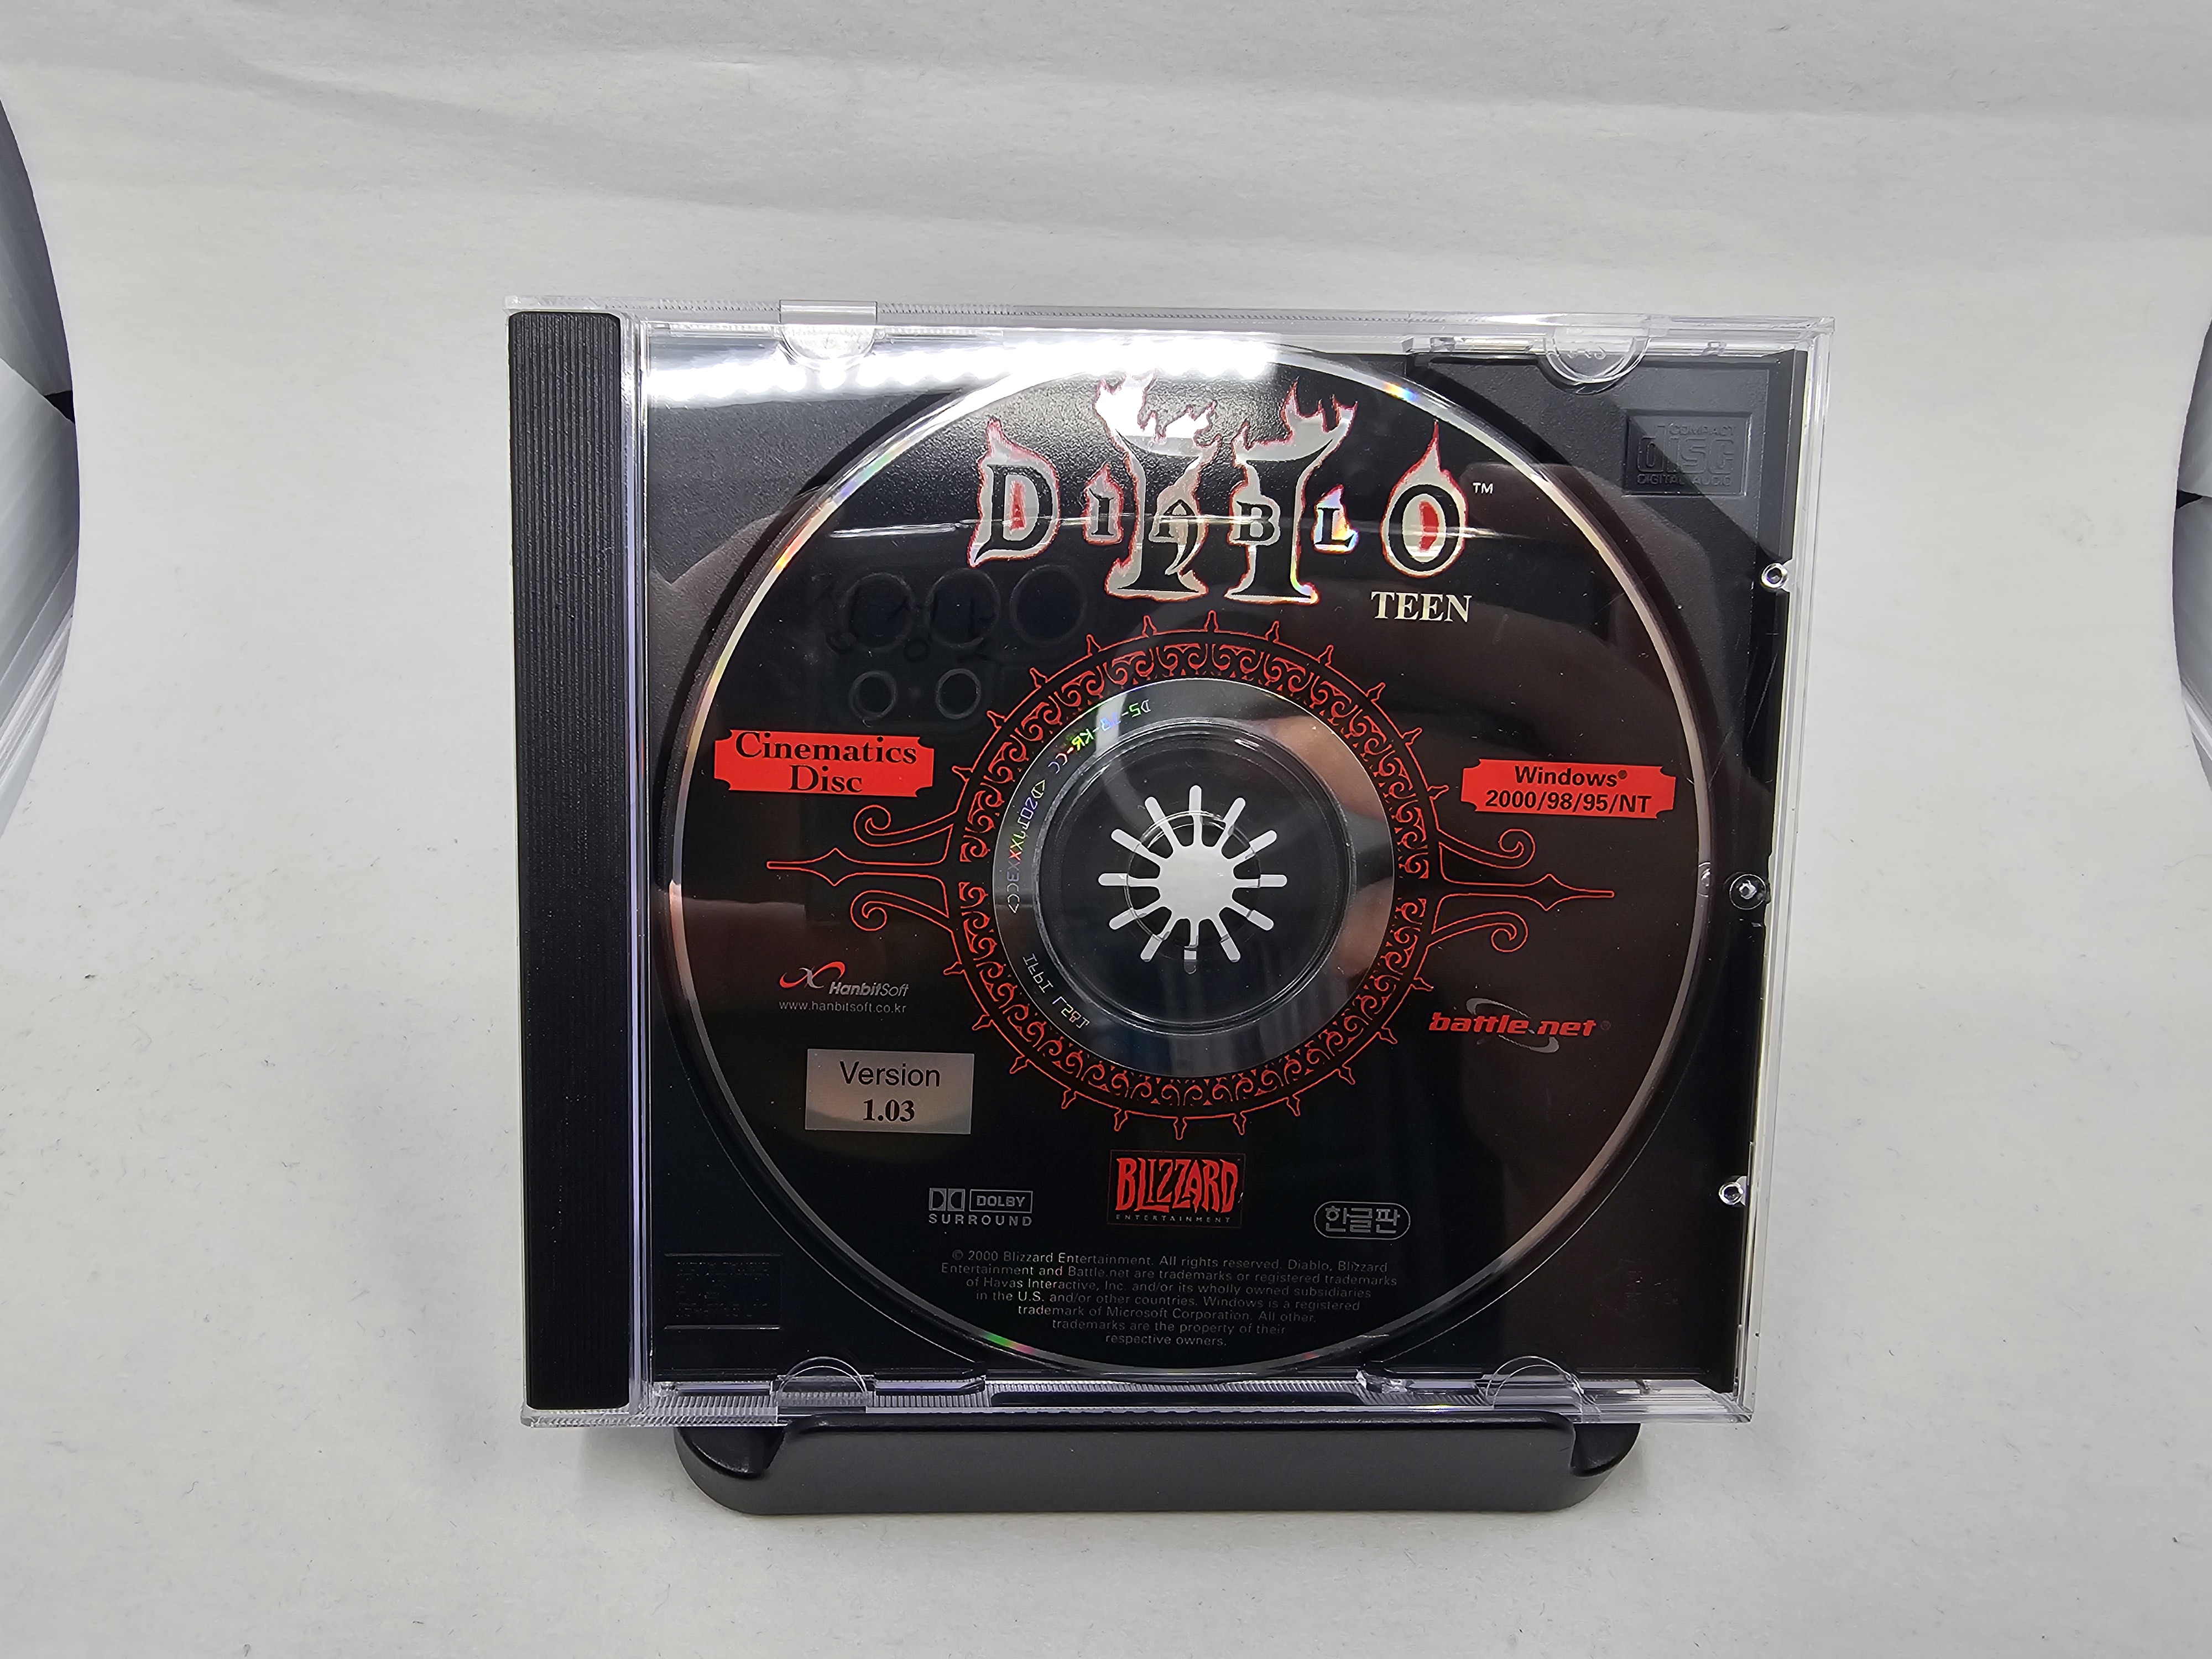 DIABLO II™
TEEN
COMPACT
disc
DIGITAL AUDIO
Cinematics
Disc
Windows®
2000/98/95/NT
HanbitSoft
www.hanbitsoft.co.kr
battle.net®
Version
1.03
DOLBY
SURROUND
BLIZZARD
ENTERTAINMENT
한글판
© 2000 Blizzard Entertainment. All rights reserved. Diablo, Blizzard
Entertainment and Battle.net are trademarks or registered trademarks
of Havas Interactive, Inc. and/or its wholly owned subsidiaries
in the U.S. and/or other countries. Windows is a registered
trademark of Microsoft Corporation. All other
trademarks are the property of their
respective owners.